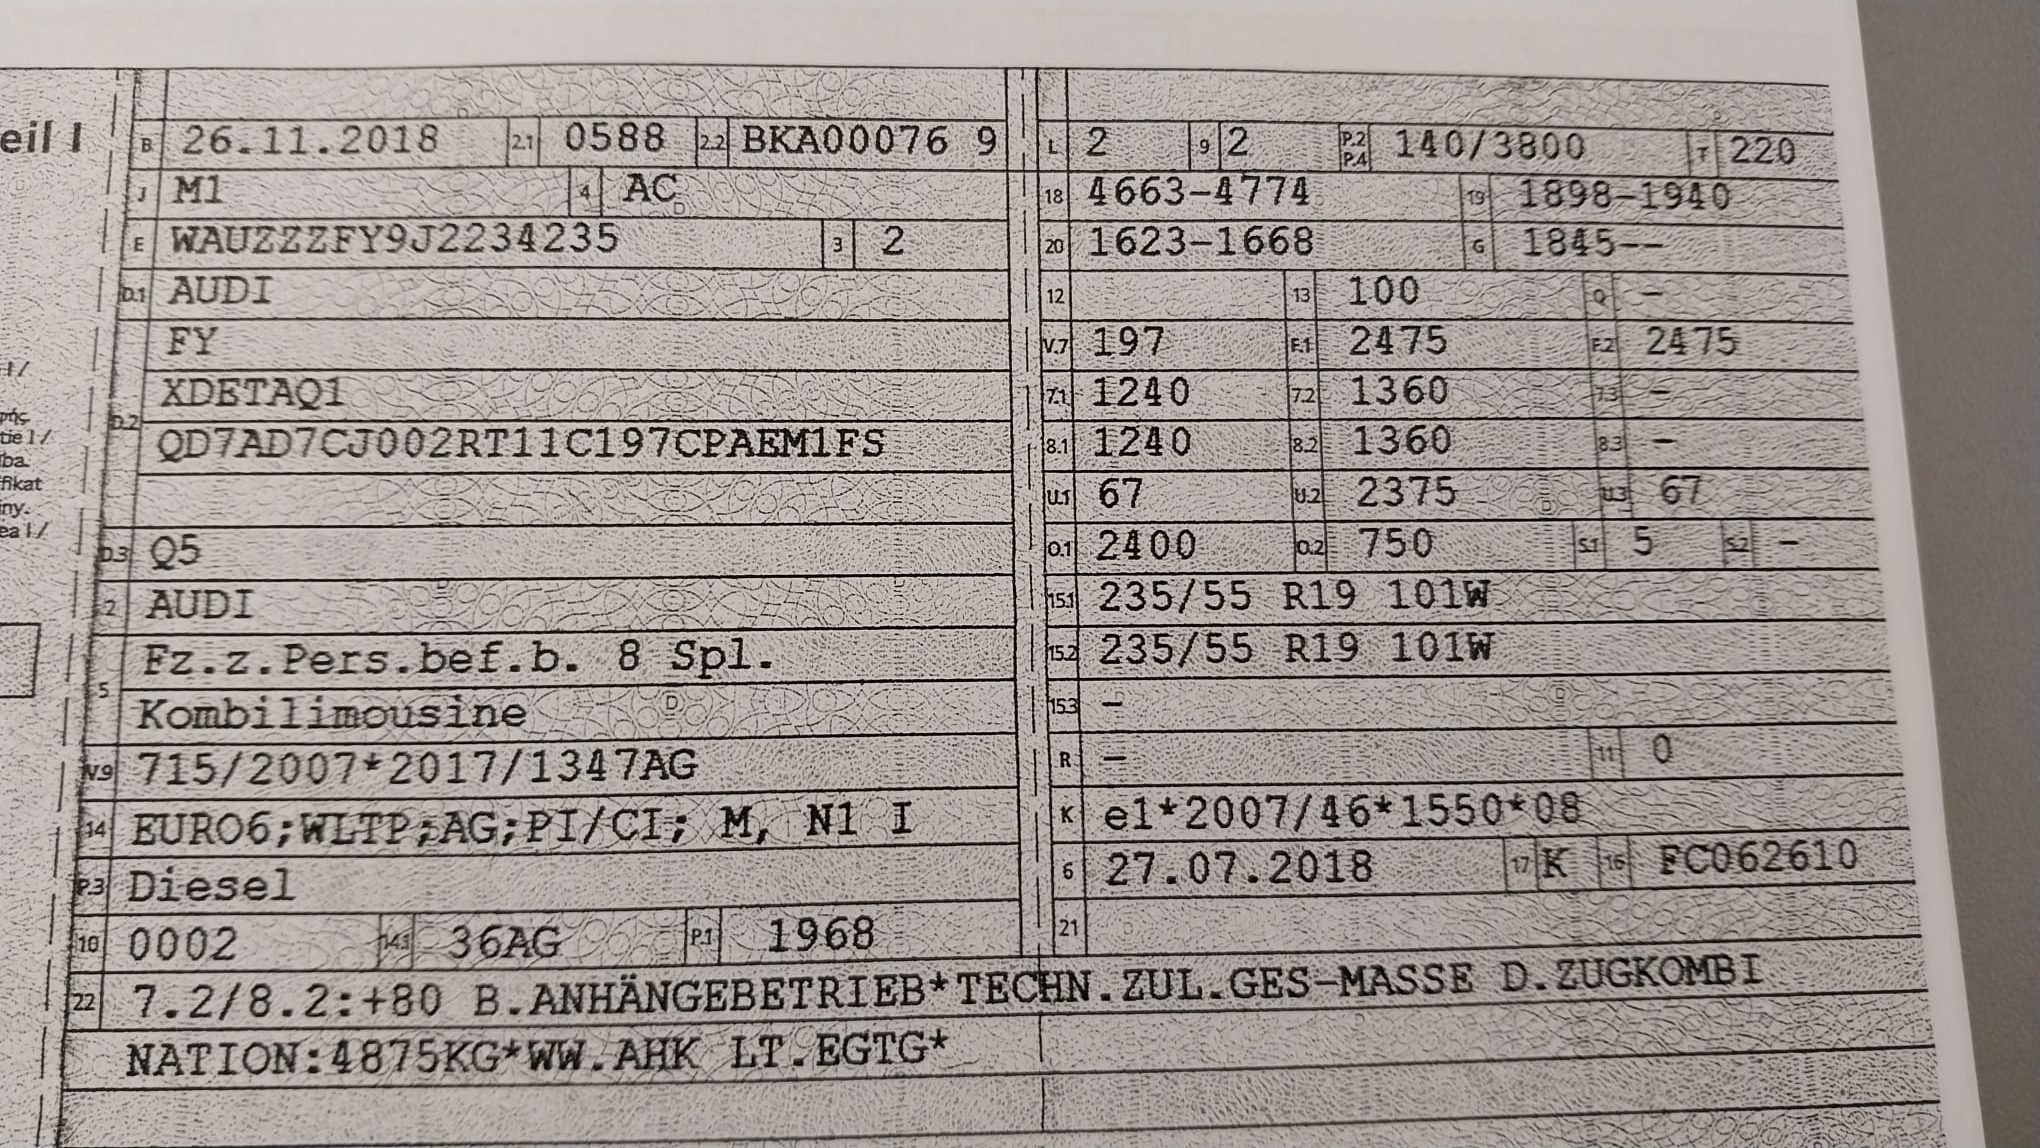 eil I
B 26.11.2018 2.1 0588 2.2 BKA00076 9
J M1 4 AC
E WAUZZZFY9J2234235 3 2
D.1 AUDI
FY
XDETAQ1
D.2
QD7AD7CJ002RT11C197CPAEM1FS
D.3 Q5
2 AUDI
Fz.z.Pers.bef.b. 8 Spl.
5
Kombilimousine
V.9 715/2007*2017/1347AG
14 EURO6;WLTP;AG;PI/CI; M, N1 I
P.3 Diesel
10 0002 14.1 36AG P.1 1968
L 2 9 2 P.2 P.4 140/3800 T 220
18 4663-4774 19 1898-1940
20 1623-1668 G 1845--
12 13 100 Q -
V.7 197 F.1 2475 F.2 2475
7.1 1240 7.2 1360 7.3 -
8.1 1240 8.2 1360 8.3 -
U.1 67 U.2 2375 U.3 67
O.1 2400 O.2 750 S.1 5 S.2 -
15.1 235/55 R19 101W
15.2 235/55 R19 101W
15.3 -
R - 11 0
K e1*2007/46*1550*08
6 27.07.2018 17 K 16 FC062610
21
22 7.2/8.2:+80 B.ANHÄNGEBETRIEB*TECHN.ZUL.GES-MASSE D.ZUGKOMBI
NATION:4875KG*WW.AHK LT.EGTG*
l /
tie l /
ba.
fikat
iny.
ea l /